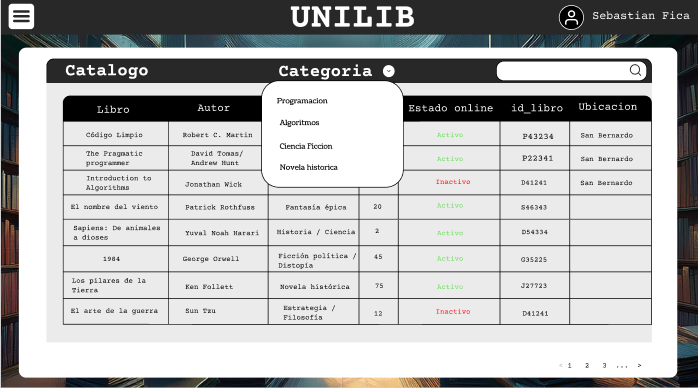 UNILIB
Sebastian Fica
Catalogo
Categoria
Programacion
Algoritmos
Ciencia Ficcion
Novela historica
Libro Autor Estado online id_libro Ubicacion
Código Limpio Robert C. Martin Activo P43234 San Bernardo
The Pragmatic
programmer
David Tomas/
Andrew Hunt
Activo P22341 San Bernardo
Introduction to
Algorithms
Jonathan Wick Inactivo D41241 San Bernardo
El nombre del viento Patrick Rothfuss Fantasía épica 20 Activo S46343
Sapiens: De animales
a dioses
Yuval Noah Harari Historia / Ciencia 2 Activo D54334
1984 George Orwell
Ficción política /
Distopía
45 Activo G35225
Los pilares de la
Tierra
Ken Follett Novela histórica 75 Activo J27723
El arte de la guerra Sun Tzu
Estrategia /
Filosofía
12 Inactivo D41241
< 1 2 3 ... >